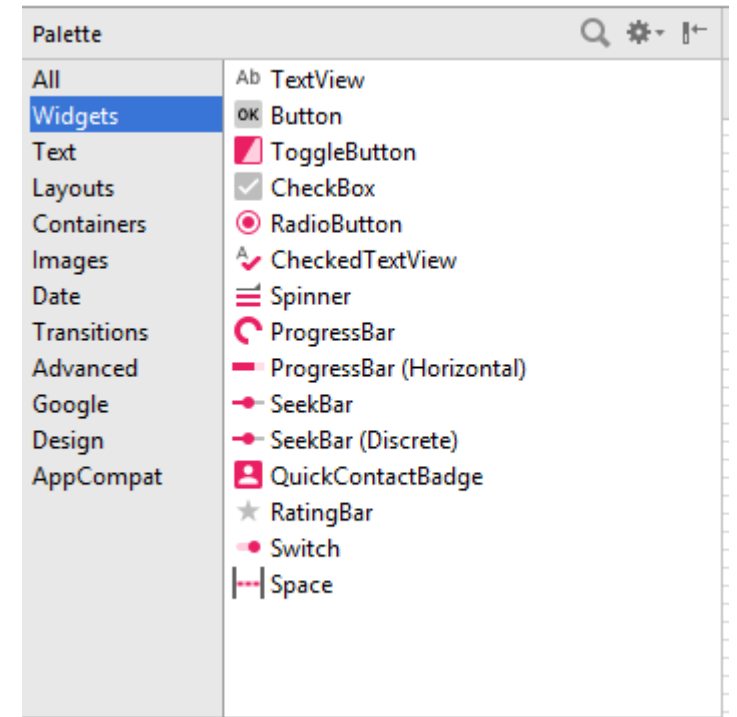 Palette
All
Widgets
Text
Layouts
Containers
Images
Date
Transitions
Advanced
Google
Design
AppCompat
Ab TextView
OK Button
ToggleButton
CheckBox
RadioButton
A CheckedTextView
Spinner
ProgressBar
ProgressBar (Horizontal)
SeekBar
SeekBar (Discrete)
QuickContactBadge
RatingBar
Switch
Space